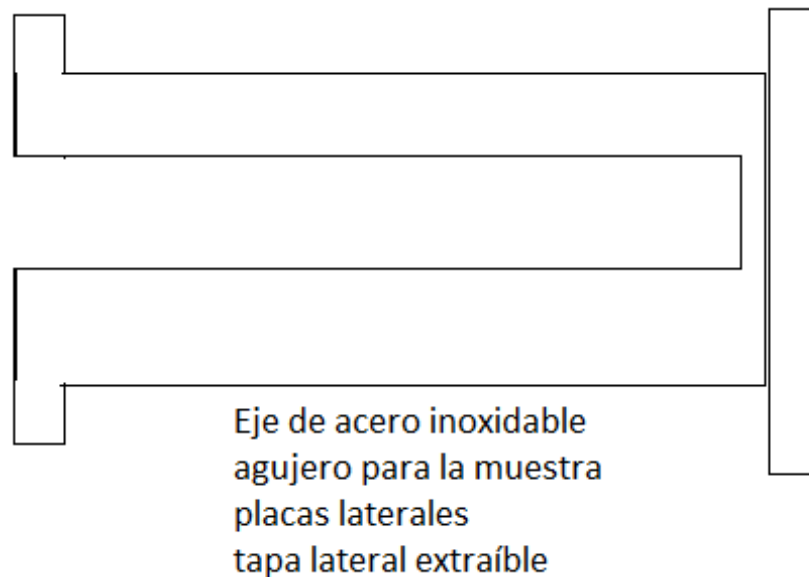 Eje de acero inoxidable
agujero para la muestra
placas laterales
tapa lateral extraíble